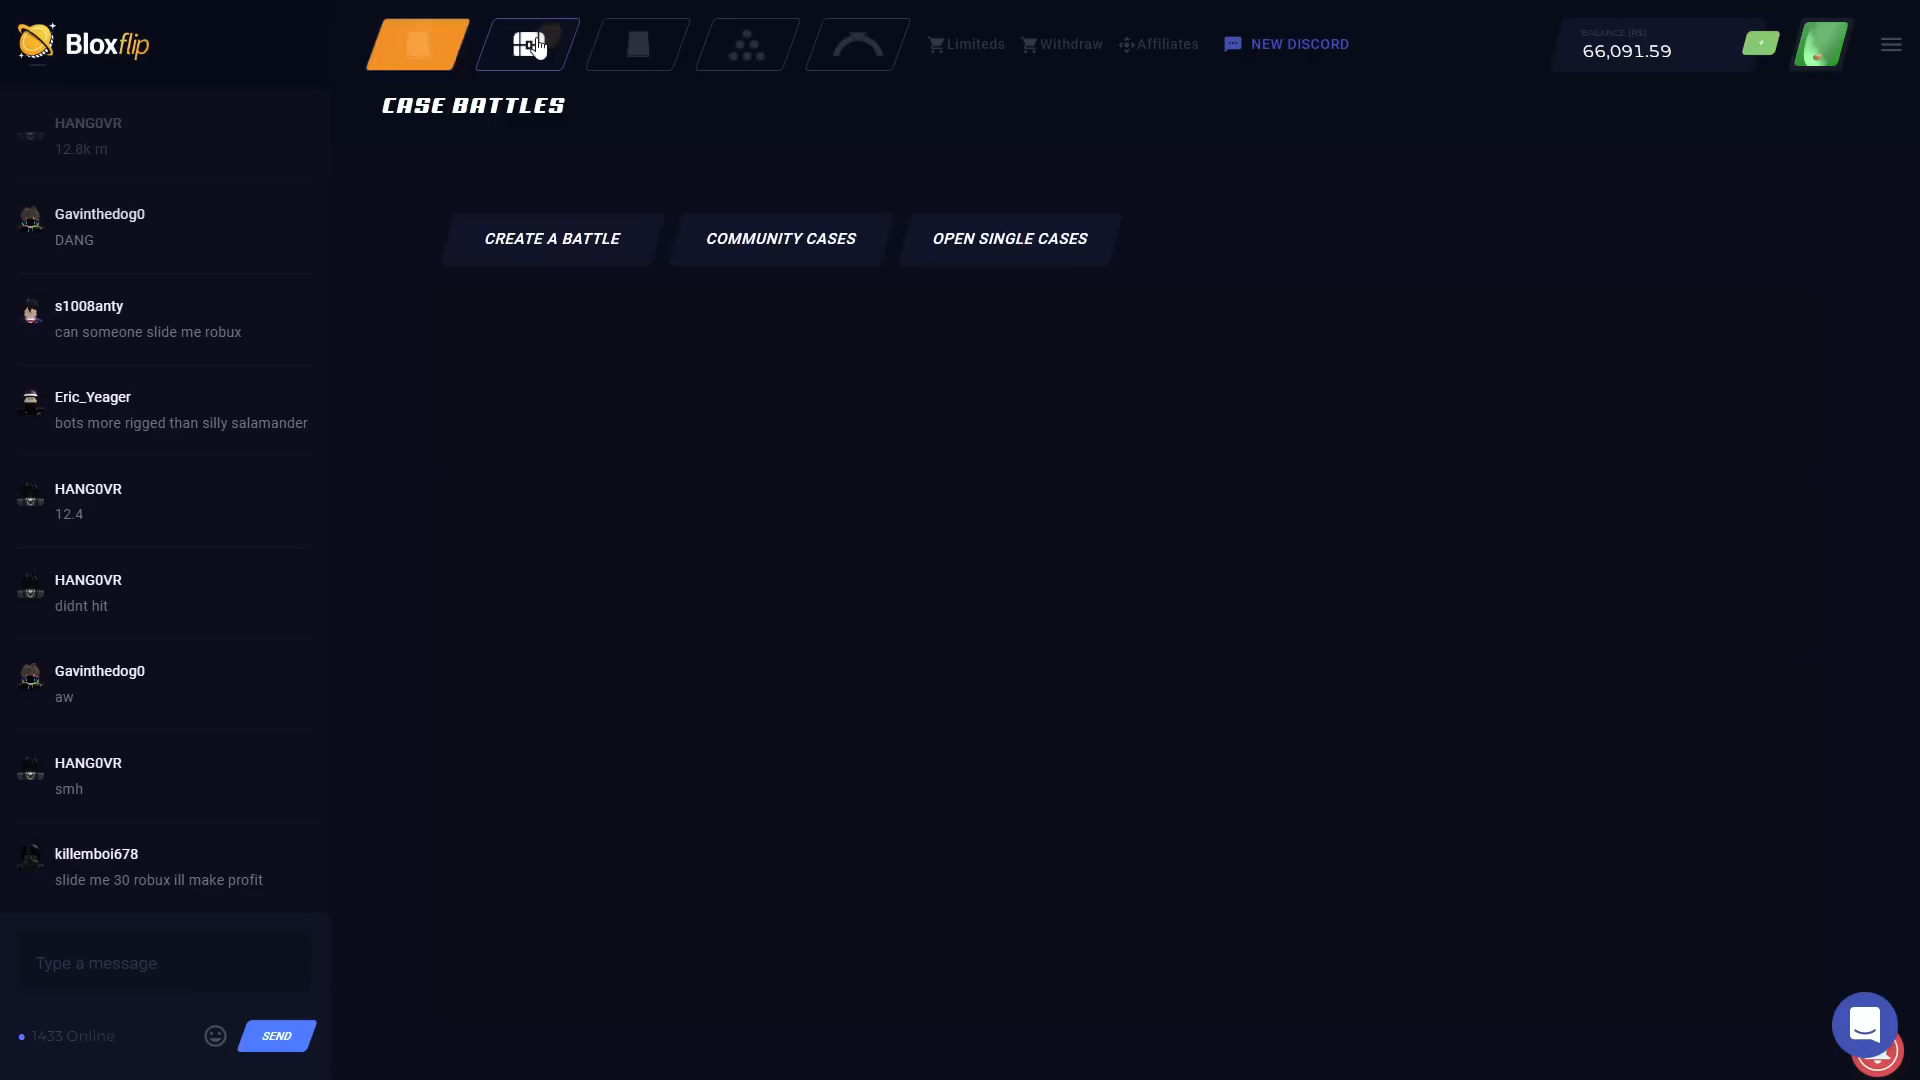 Bloxflip
Limiteds
Withdraw
Affiliates
NEW DISCORD
BALANCE (R$)
66,091.59
+
CASE BATTLES
CREATE A BATTLE
COMMUNITY CASES
OPEN SINGLE CASES
HANG0VR
12.8k rn
Gavinthedog0
DANG
s1008anty
can someone slide me robux
Eric_Yeager
bots more rigged than silly salamander
HANG0VR
12.4
HANG0VR
didnt hit
Gavinthedog0
aw
HANG0VR
smh
killemboi678
slide me 30 robux ill make profit
Type a message
1433 Online
SEND